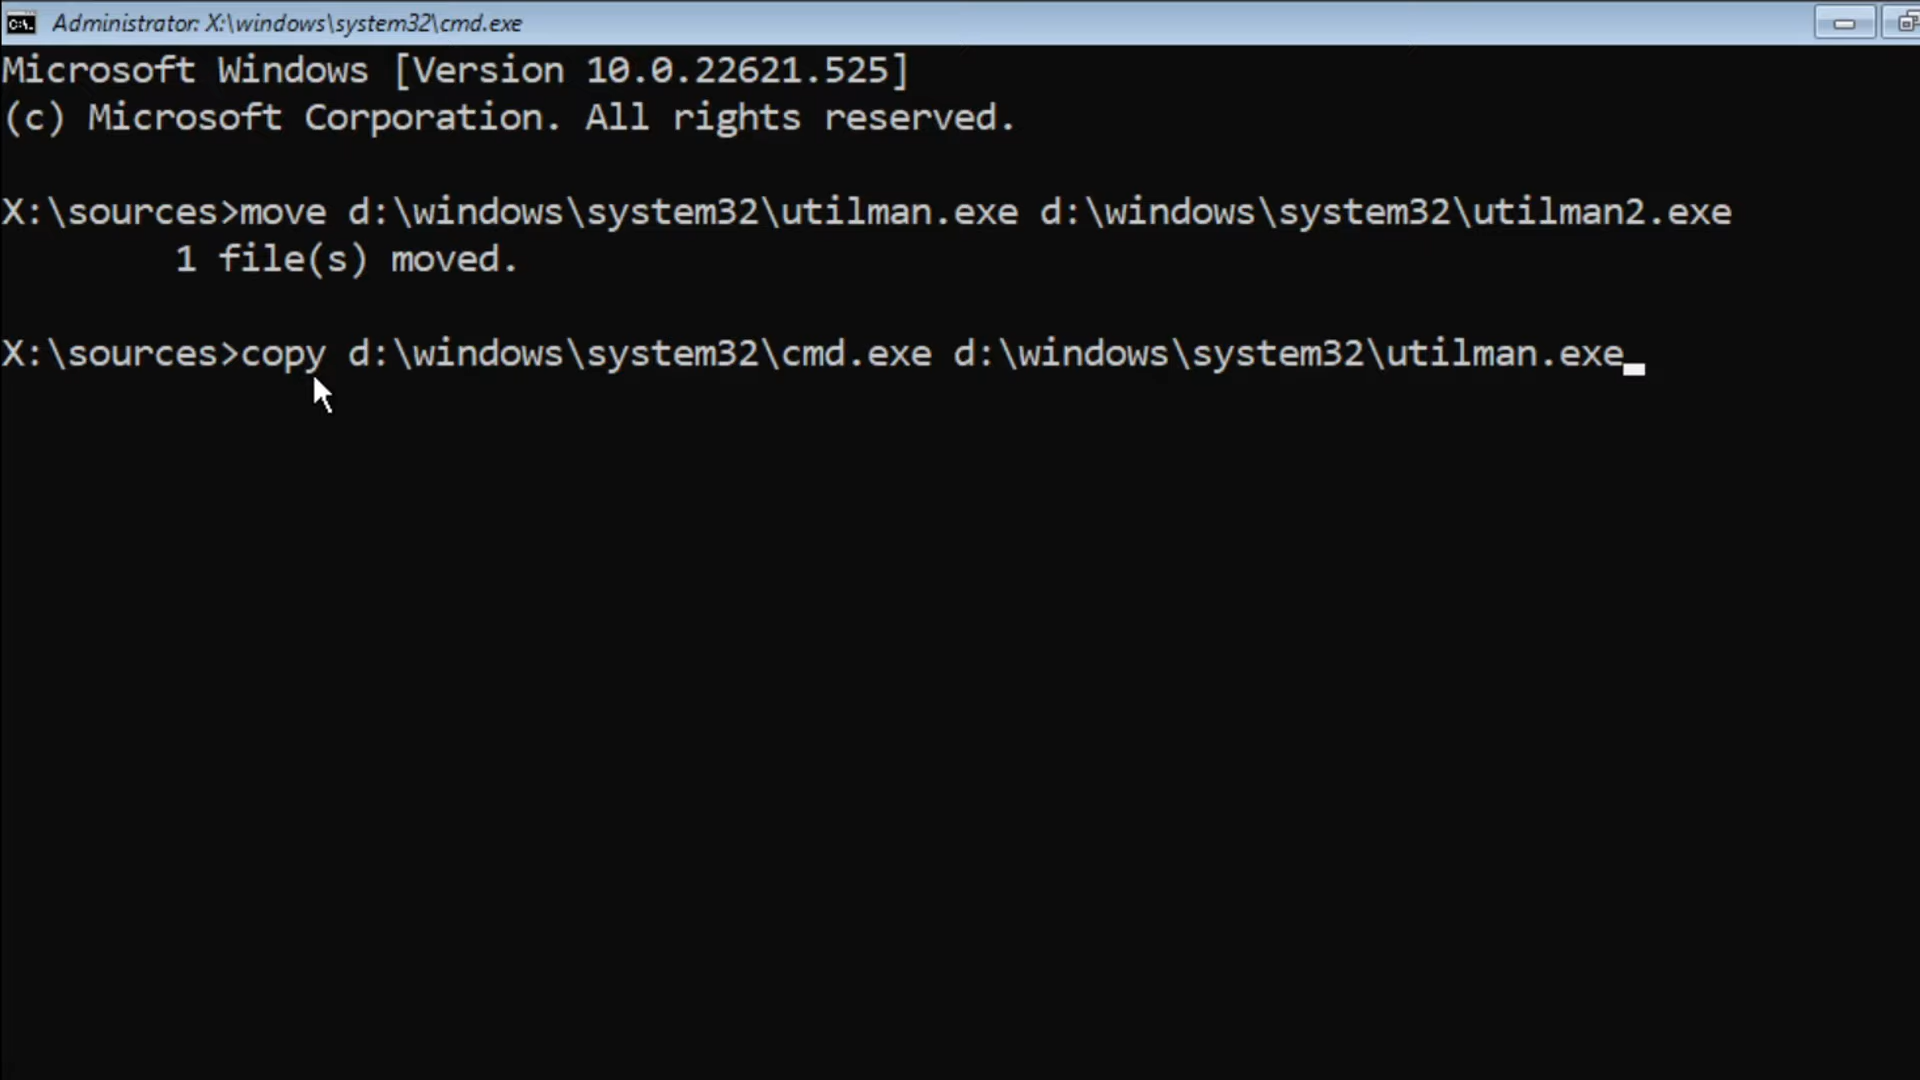 Administrator: X:\windows\system32\cmd.exe
Microsoft Windows [Version 10.0.22621.525]
(c) Microsoft Corporation. All rights reserved.
X:\sources>move d:\windows\system32\utilman.exe d:\windows\system32\utilman2.exe
1 file(s) moved.
X:\sources>copy d:\windows\system32\cmd.exe d:\windows\system32\utilman.exe